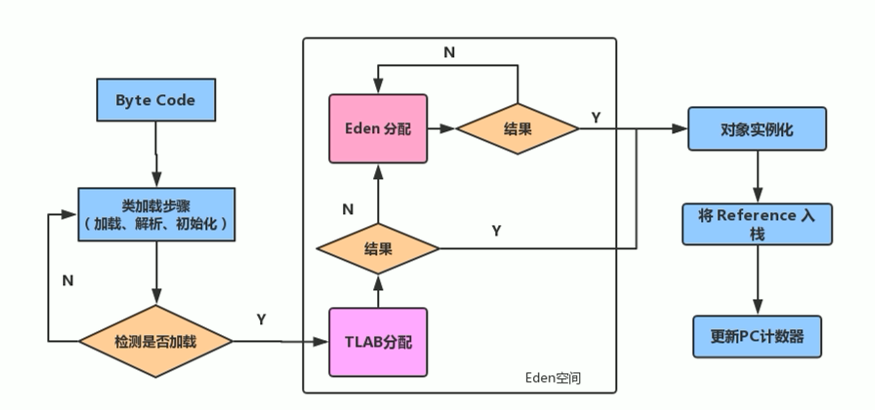 Byte Code
类加载步骤
（加载、解析、初始化）
N
检测是否加载
Y
N
Eden 分配
结果
Y
N
结果
Y
TLAB分配
Eden空间
对象实例化
将 Reference 入
栈
更新PC计数器